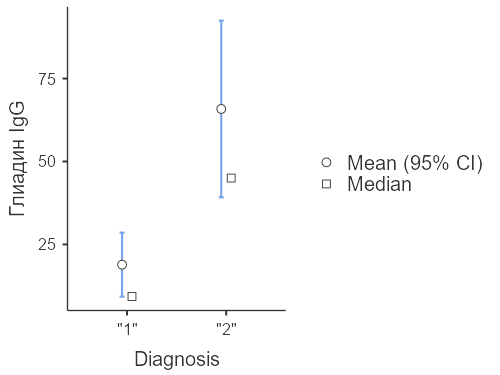 75
50
25
Глиадин IgG
"1"
"2"
Diagnosis
Mean (95% CI)
Median